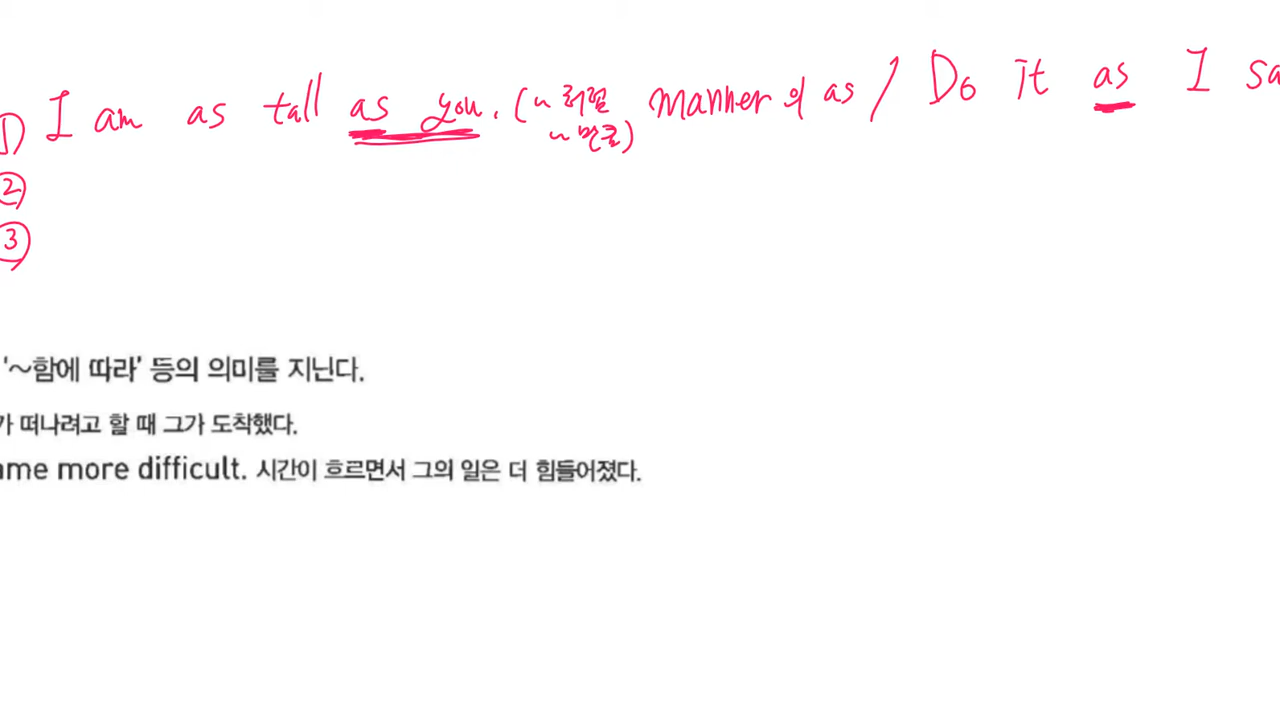 ① I am as tall as you. (~처럼 ~만큼) manner의 as / Do it as I sa
②
③
'~함에 따라' 등의 의미를 지닌다.
가 떠나려고 할 때 그가 도착했다.
ame more difficult. 시간이 흐르면서 그의 일은 더 힘들어졌다.